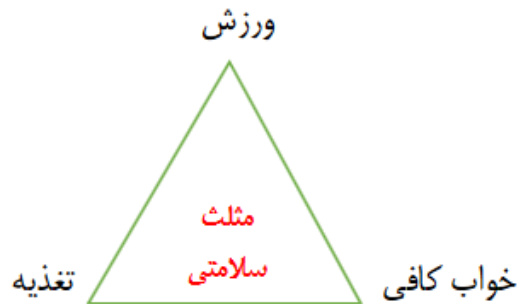 ورزش
مثلث
سلامتی
خواب کافی
تغذیه